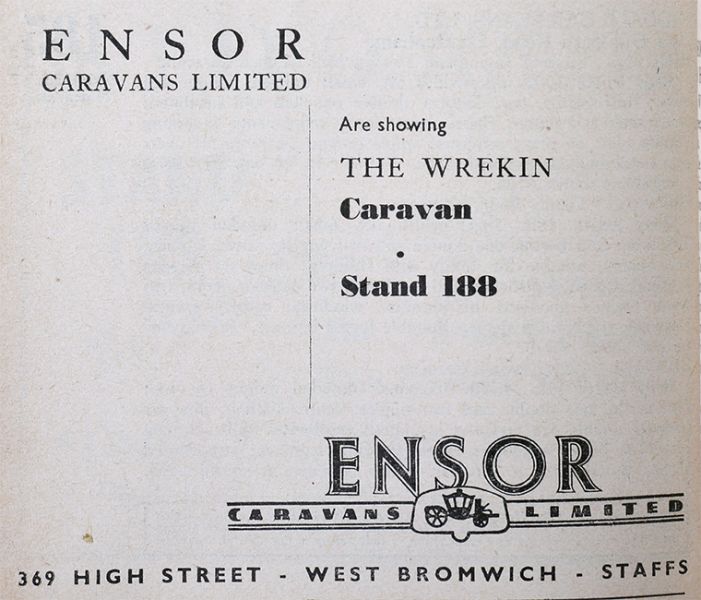 ENSOR
CARAVANS LIMITED
Are showing
THE WREKIN
Caravan
•
Stand 188
ENSOR
CARAVANS LIMITED
369 HIGH STREET - WEST BROMWICH - STAFFS